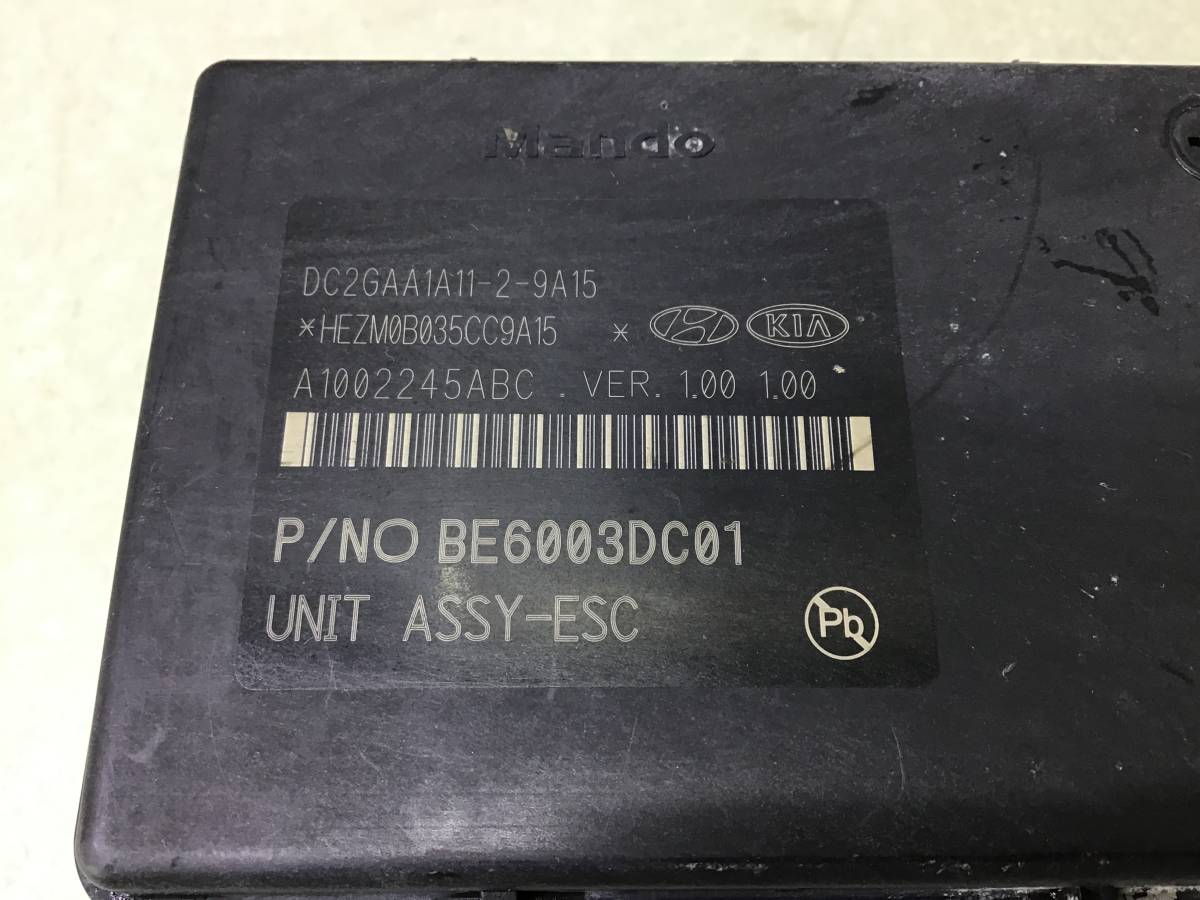 Mando
DC2GAA1A11-2-9A15
*HEZM0B035CC9A15 * KIA
A1002245ABC . VER. 1.00 1.00
P/NO BE6003DC01
UNIT ASSY-ESC
Pb